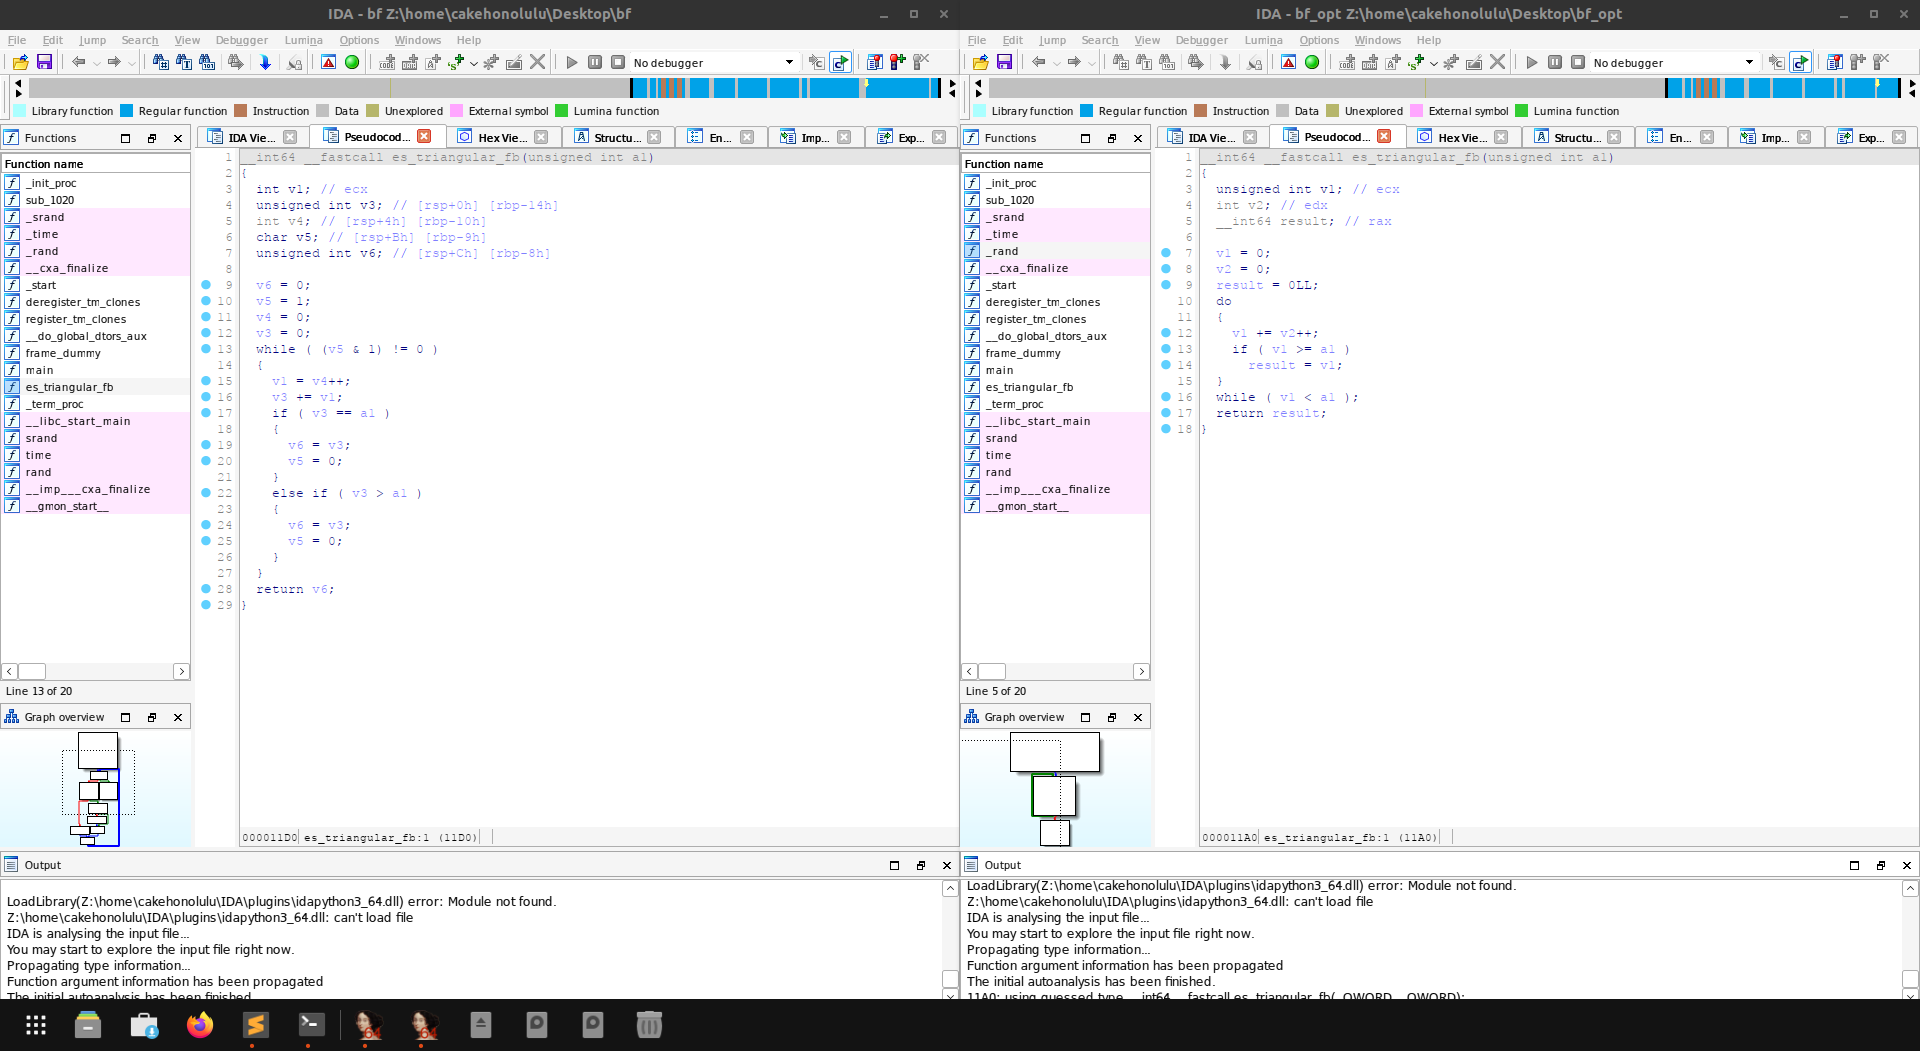 IDA - bf Z:\home\cakehonolulu\Desktop\bf
File Edit Jump Search View Debugger Lumina Options Windows Help
No debugger
Library function Regular function Instruction Data Unexplored External symbol Lumina function
Functions
IDA Vie... Pseudocod... Hex Vie... Structu... En... Imp... Exp...
Function name
_init_proc
sub_1020
_srand
_time
_rand
__cxa_finalize
_start
deregister_tm_clones
register_tm_clones
__do_global_dtors_aux
frame_dummy
main
es_triangular_fb
_term_proc
__libc_start_main
srand
time
rand
__imp___cxa_finalize
__gmon_start__
Line 13 of 20
Graph overview
1 __int64 __fastcall es_triangular_fb(unsigned int a1)
2 {
3 int v1; // ecx
4 unsigned int v3; // [rsp+0h] [rbp-14h]
5 int v4; // [rsp+4h] [rbp-10h]
6 char v5; // [rsp+Bh] [rbp-9h]
7 unsigned int v6; // [rsp+Ch] [rbp-8h]
8
9 v6 = 0;
10 v5 = 1;
11 v4 = 0;
12 v3 = 0;
13 while ( (v5 & 1) != 0 )
14 {
15 v1 = v4++;
16 v3 += v1;
17 if ( v3 == a1 )
18 {
19 v6 = v3;
20 v5 = 0;
21 }
22 else if ( v3 > a1 )
23 {
24 v6 = v3;
25 v5 = 0;
26 }
27 }
28 return v6;
29 }
000011D0 es_triangular_fb:1 (11D0)
Output
LoadLibrary(Z:\home\cakehonolulu\IDA\plugins\idapython3_64.dll) error: Module not found.
Z:\home\cakehonolulu\IDA\plugins\idapython3_64.dll: can't load file
IDA is analysing the input file...
You may start to explore the input file right now.
Propagating type information...
Function argument information has been propagated
The initial autoanalysis has been finished.
IDA - bf_opt Z:\home\cakehonolulu\Desktop\bf_opt
File Edit Jump Search View Debugger Lumina Options Windows Help
No debugger
Library function Regular function Instruction Data Unexplored External symbol Lumina function
Functions
IDA Vie... Pseudocod... Hex Vie... Structu... En... Imp... Exp...
Function name
_init_proc
sub_1020
_srand
_time
_rand
__cxa_finalize
_start
deregister_tm_clones
register_tm_clones
__do_global_dtors_aux
frame_dummy
main
es_triangular_fb
_term_proc
__libc_start_main
srand
time
rand
__imp___cxa_finalize
__gmon_start__
Line 5 of 20
Graph overview
1 __int64 __fastcall es_triangular_fb(unsigned int a1)
2 {
3 unsigned int v1; // ecx
4 int v2; // edx
5 __int64 result; // rax
6
7 v1 = 0;
8 v2 = 0;
9 result = 0LL;
10 do
11 {
12 v1 += v2++;
13 if ( v1 >= a1 )
14 result = v1;
15 }
16 while ( v1 < a1 );
17 return result;
18 }
000011A0 es_triangular_fb:1 (11A0)
Output
LoadLibrary(Z:\home\cakehonolulu\IDA\plugins\idapython3_64.dll) error: Module not found.
Z:\home\cakehonolulu\IDA\plugins\idapython3_64.dll: can't load file
IDA is analysing the input file...
You may start to explore the input file right now.
Propagating type information...
Function argument information has been propagated
The initial autoanalysis has been finished.
11A0: using guessed type __int64 __fastcall es_triangular_fb(_QWORD, _QWORD);
64
64